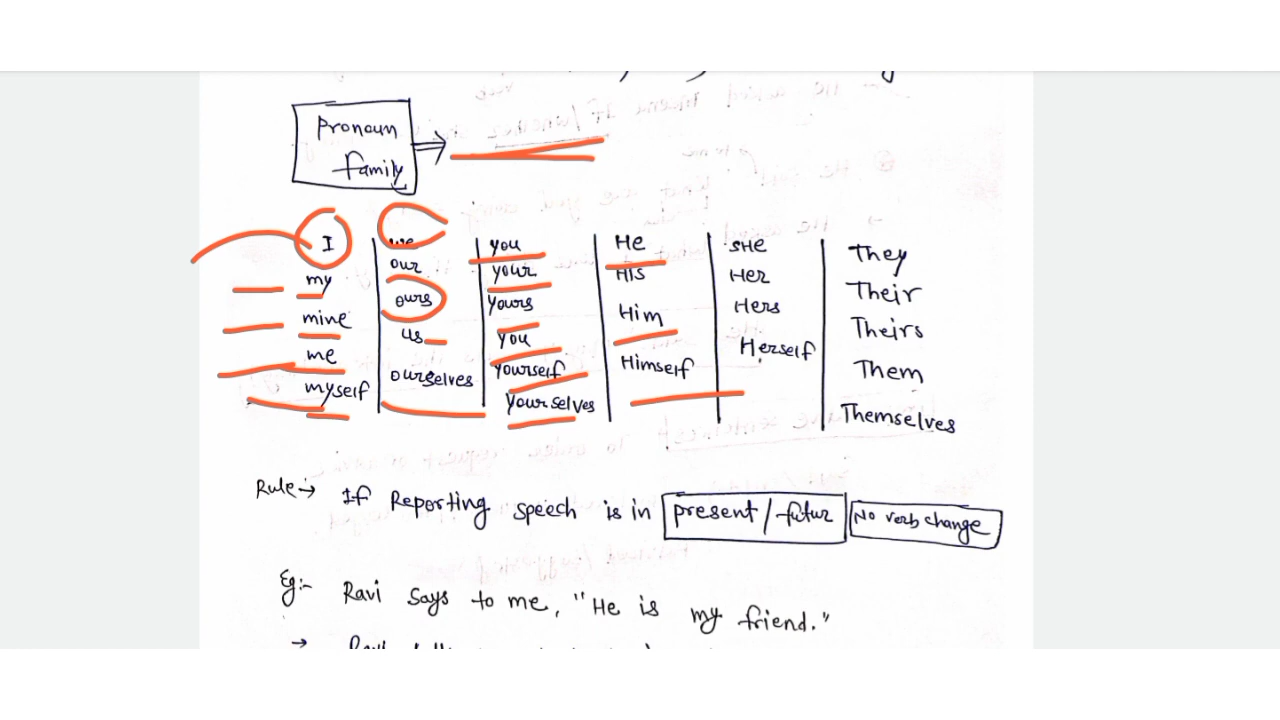 Pronoun
family
I
my
mine
me
myself
we
our
ours
us
ourselves
you
your
yours
you
yourself
yourselves
He
His
Him
Himself
SHe
Her
Hers
Herself
They
Their
Theirs
Them
Themselves
Rule→ If Reporting speech is in present/futur No verb change
Eg:- Ravi says to me, "He is my friend."